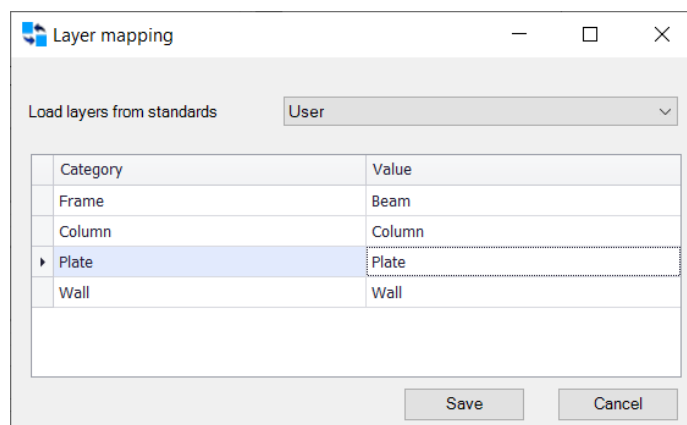 Layer mapping
Load layers from standards User
Category Value
Frame Beam
Column Column
Plate Plate
Wall Wall
Save Cancel